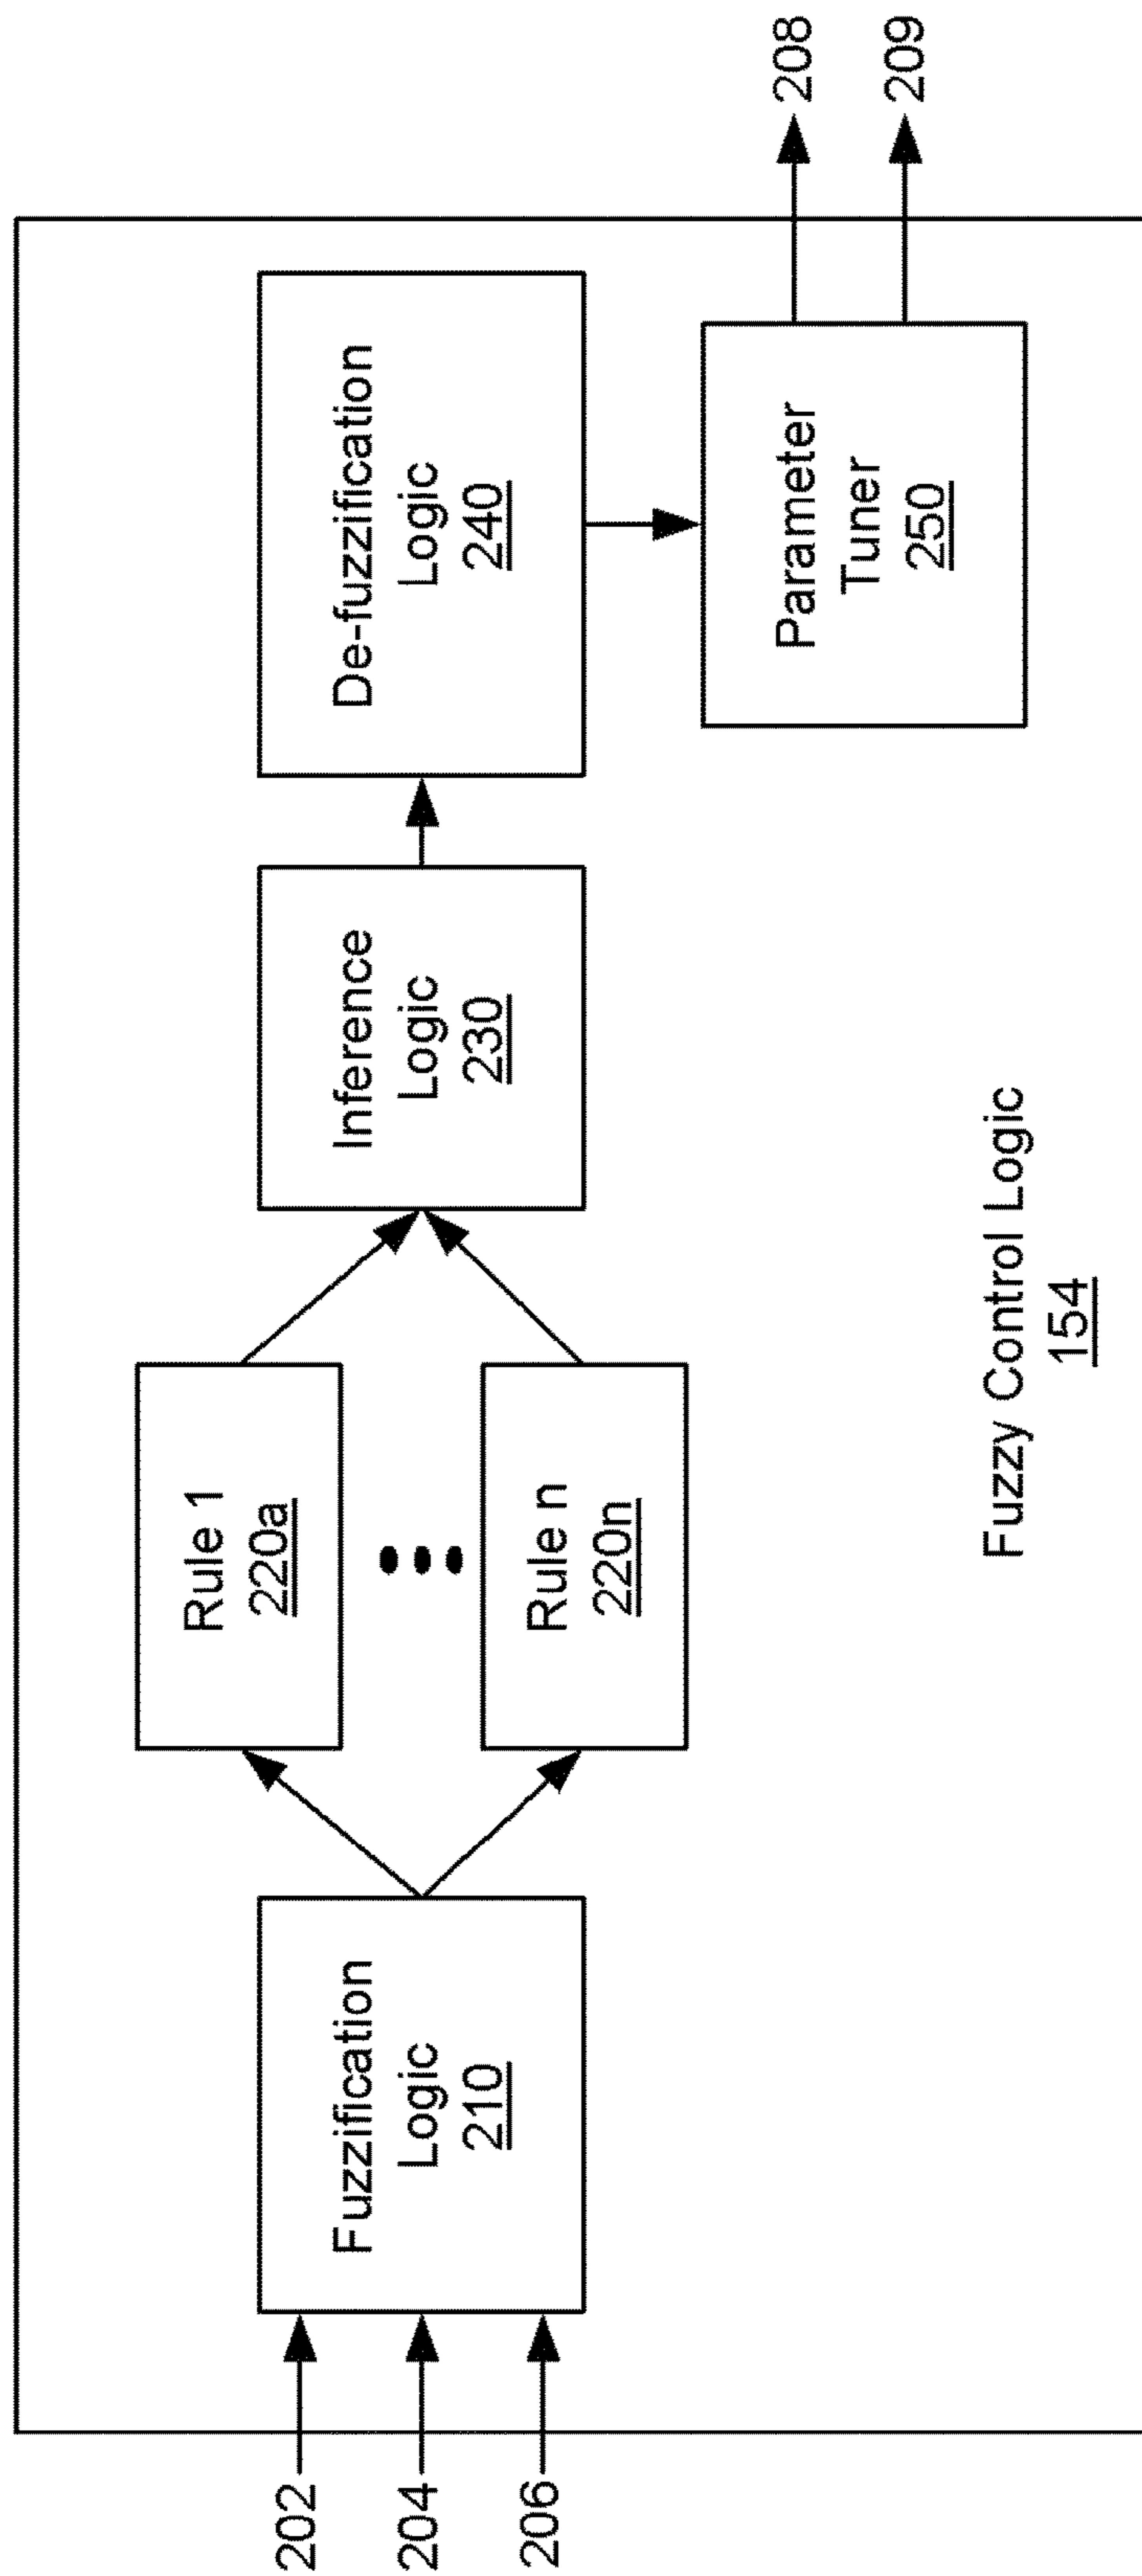 202
204
206
Fuzzification
Logic
210
Rule 1
220a
Rule n
220n
Inference
Logic
230
De-fuzzification
Logic
240
Parameter
Tuner
250
208
209
Fuzzy Control Logic
154